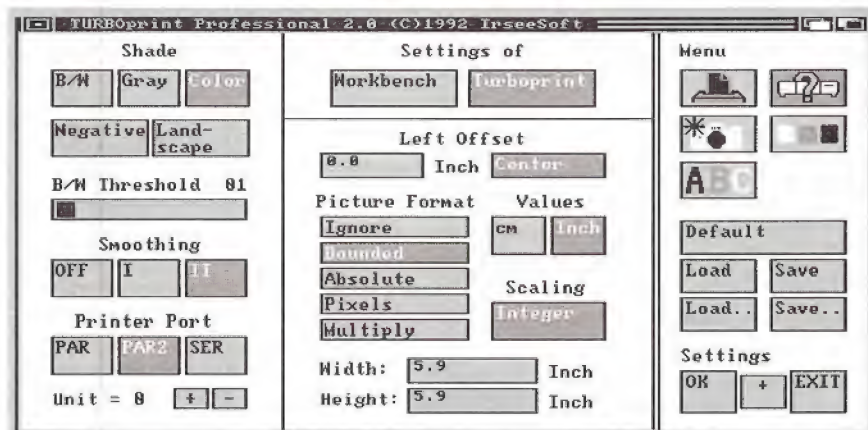 TURBOprint Professional 2.0 (C)1992 IrseeSoft
Shade
B/W Gray Color
Negative Land-
scape
B/W Threshold 01
Smoothing
OFF I II
Printer Port
PAR PAR2 SER
Unit = 0 + -
Settings of
Workbench Turboprint
Left Offset
0.0 Inch Center
Picture Format
Ignore
Bounded
Absolute
Pixels
Multiply
Values
cm Inch
Scaling
Integer
Width: 5.9 Inch
Height: 5.9 Inch
Menu
?
ABC
Default
Load Save
Load.. Save..
Settings
OK + EXIT